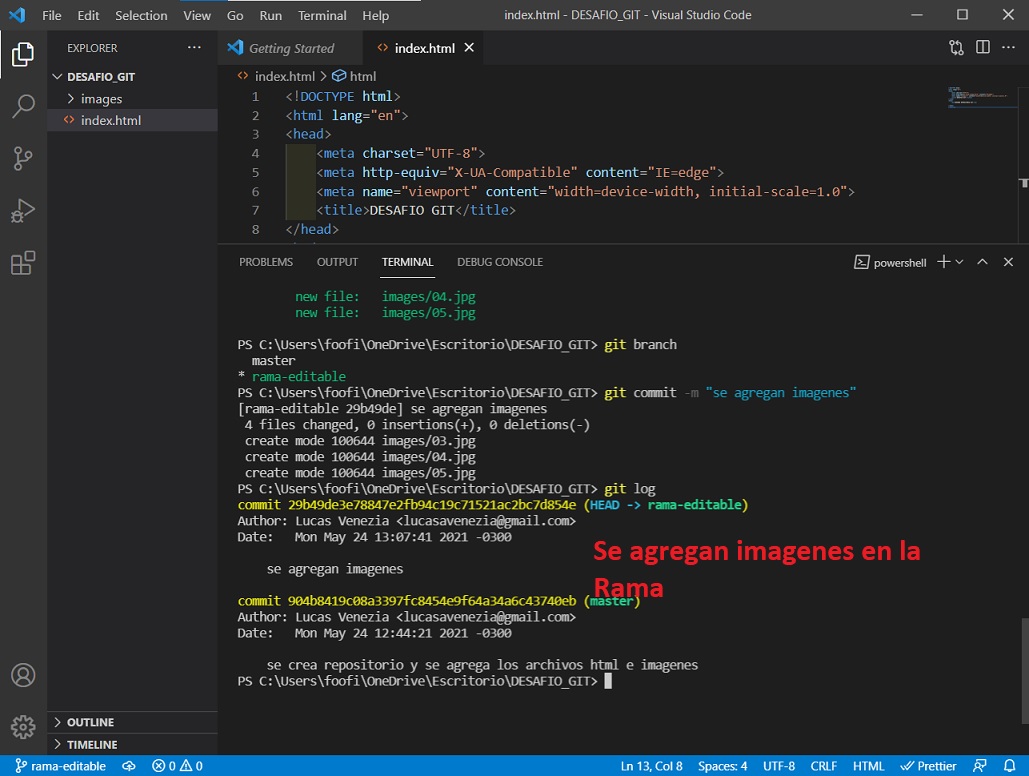 File Edit Selection View Go Run Terminal Help index.html - DESAFIO_GIT - Visual Studio Code
EXPLORER
DESAFIO_GIT
images
index.html
OUTLINE
TIMELINE
Getting Started
index.html
index.html > html
1 <!DOCTYPE html>
2 <html lang="en">
3 <head>
4 <meta charset="UTF-8">
5 <meta http-equiv="X-UA-Compatible" content="IE=edge">
6 <meta name="viewport" content="width=device-width, initial-scale=1.0">
7 <title>DESAFIO GIT</title>
8 </head>
PROBLEMS OUTPUT TERMINAL DEBUG CONSOLE powershell
new file: images/04.jpg
new file: images/05.jpg
PS C:\Users\foofi\OneDrive\Escritorio\DESAFIO_GIT> git branch
master
* rama-editable
PS C:\Users\foofi\OneDrive\Escritorio\DESAFIO_GIT> git commit -m "se agregan imagenes"
[rama-editable 29b49de] se agregan imagenes
4 files changed, 0 insertions(+), 0 deletions(-)
create mode 100644 images/03.jpg
create mode 100644 images/04.jpg
create mode 100644 images/05.jpg
PS C:\Users\foofi\OneDrive\Escritorio\DESAFIO_GIT> git log
commit 29b49de3e78847e2fb94c19c71521ac2bc7d854e (HEAD -> rama-editable)
Author: Lucas Venezia <lucasavenezia@gmail.com>
Date: Mon May 24 13:07:41 2021 -0300
se agregan imagenes
commit 904b8419c08a3397fc8454e9f64a34a6c43740eb (master)
Author: Lucas Venezia <lucasavenezia@gmail.com>
Date: Mon May 24 12:44:21 2021 -0300
se crea repositorio y se agrega los archivos html e imagenes
PS C:\Users\foofi\OneDrive\Escritorio\DESAFIO_GIT>
Se agregan imagenes en la
Rama
rama-editable 0 0 Ln 13, Col 8 Spaces: 4 UTF-8 CRLF HTML Prettier